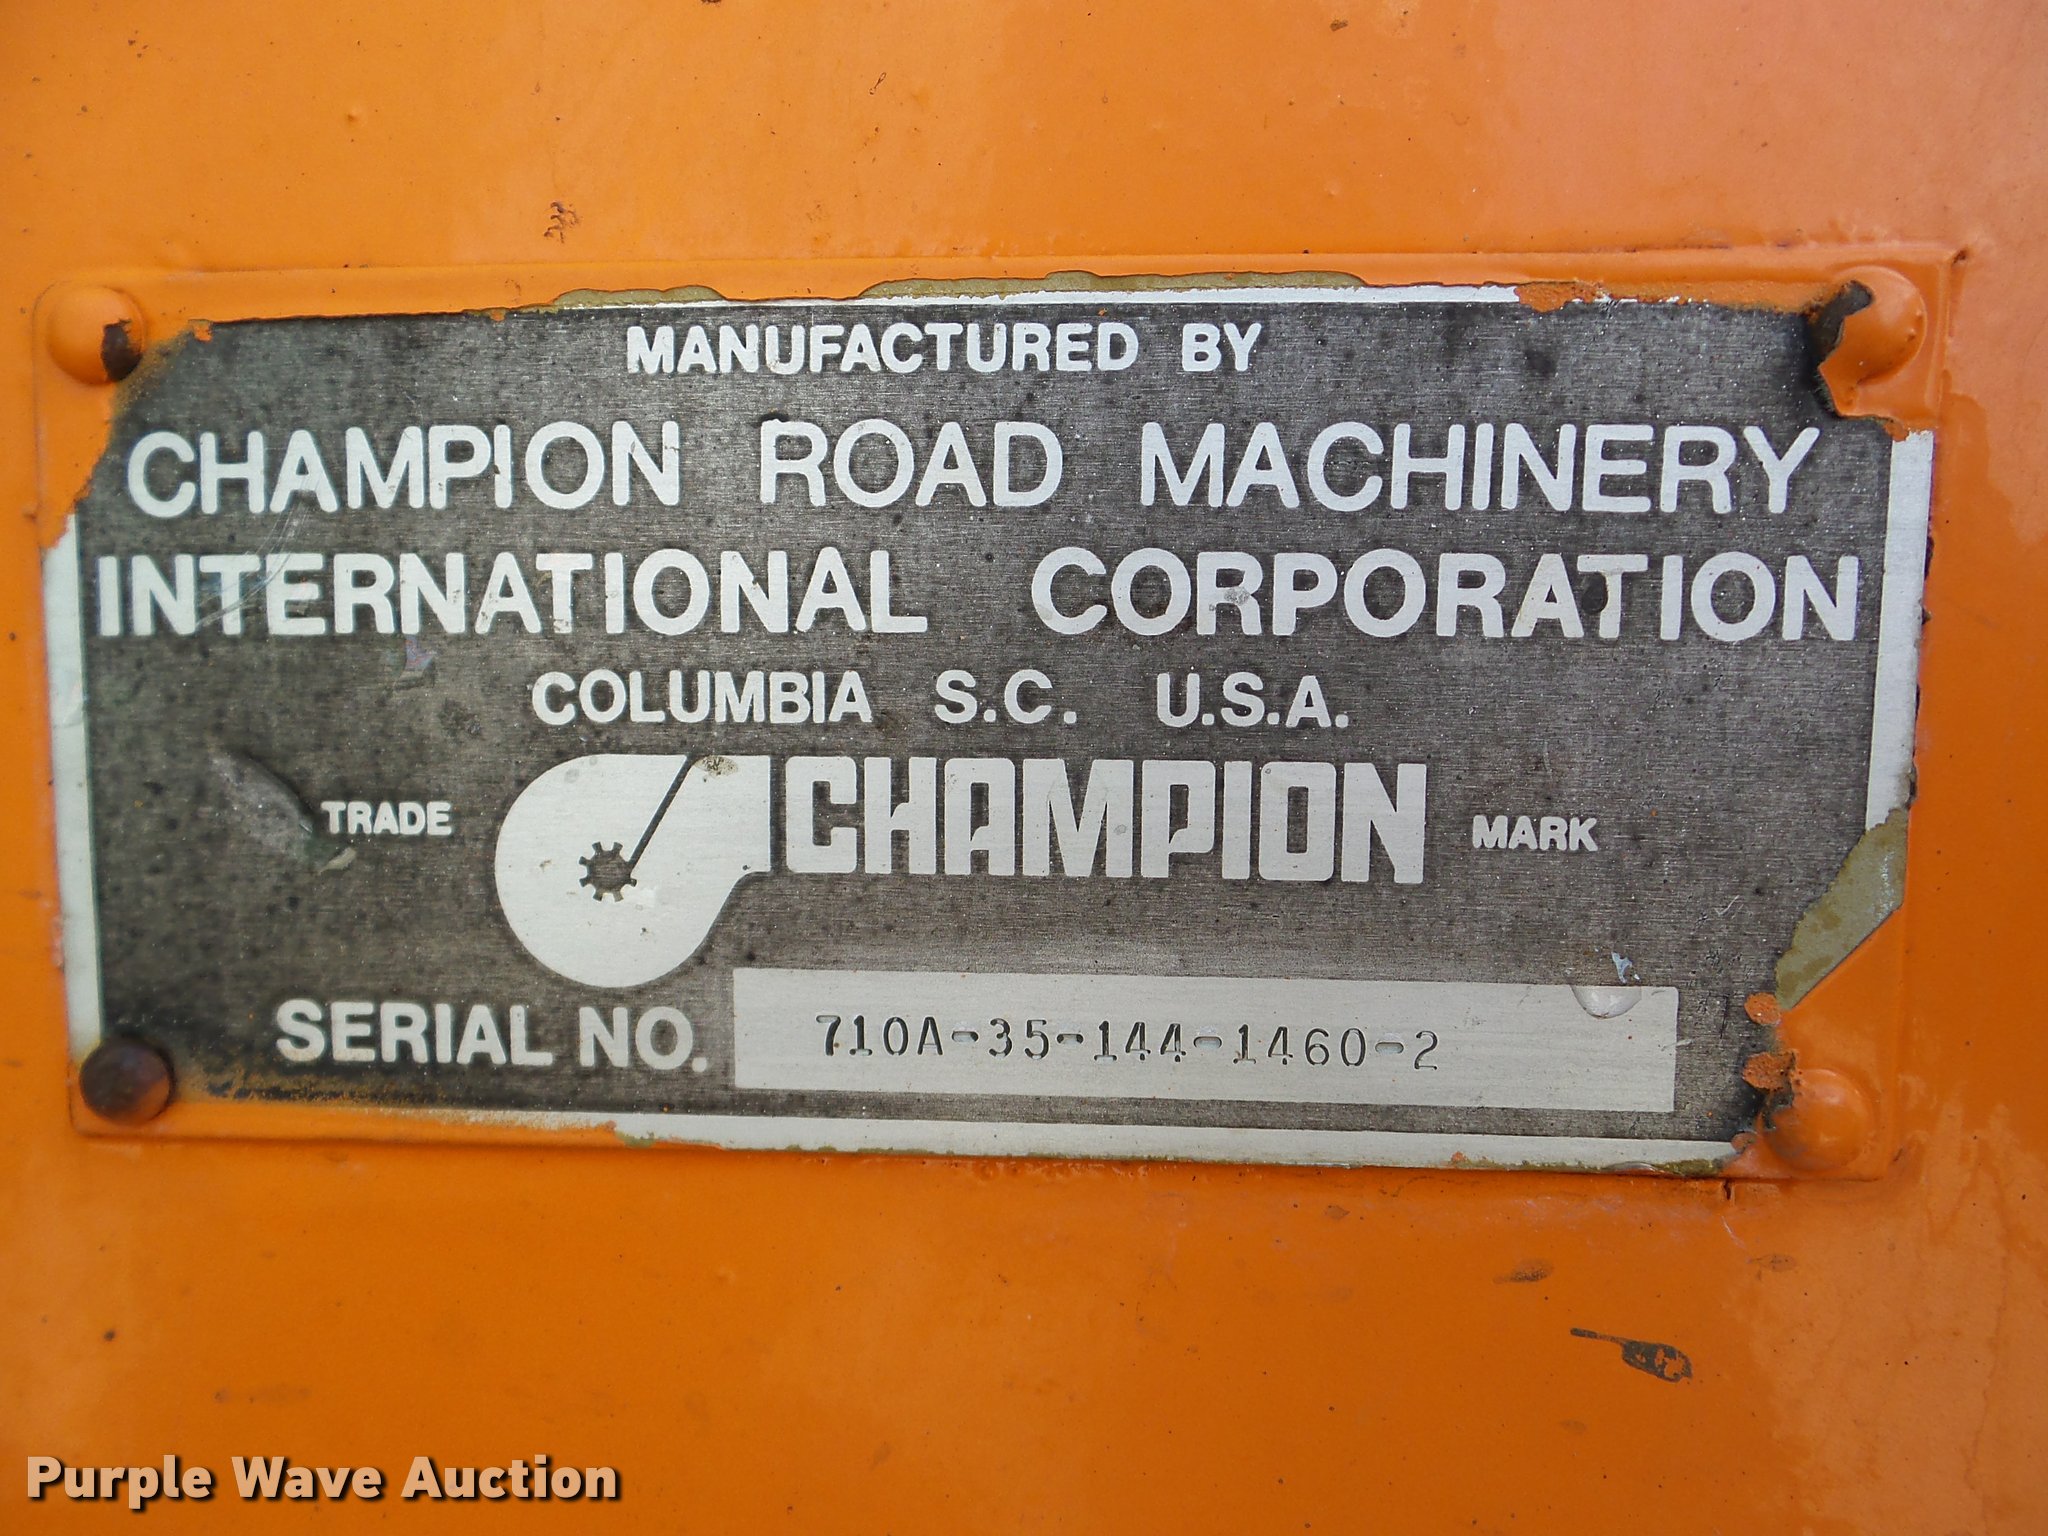 MANUFACTURED BY
CHAMPION ROAD MACHINERY
INTERNATIONAL CORPORATION
COLUMBIA S.C. U.S.A.
TRADE CHAMPION MARK
SERIAL NO. 710A-35-144-1460-2
Purple Wave Auction